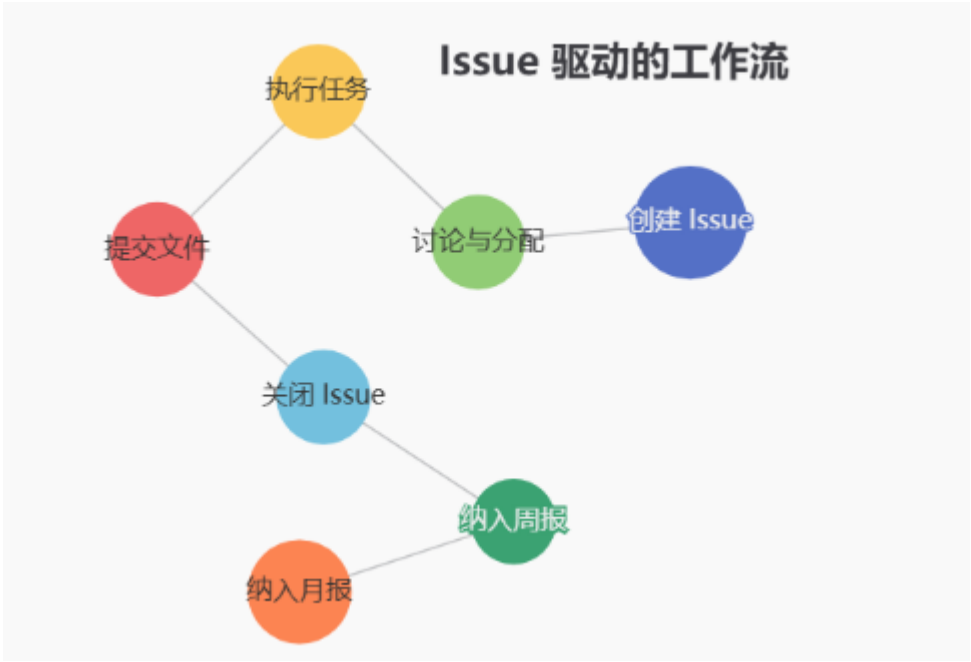 Issue 驱动的工作流
执行任务
创建 Issue
讨论与分配
提交文件
关闭 Issue
纳入周报
纳入月报